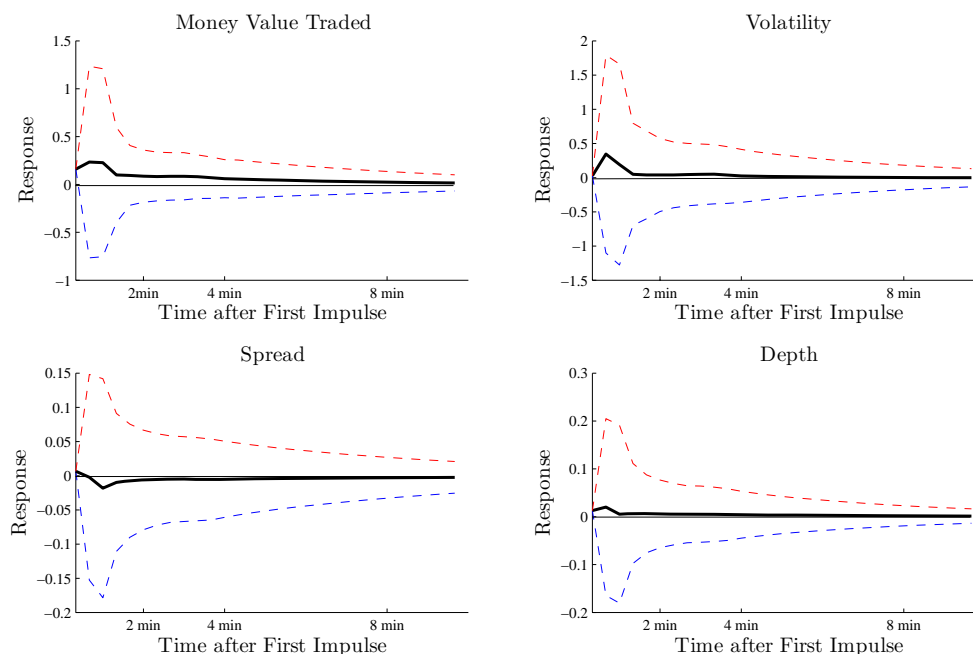 Money Value Traded
1.5
1
0.5
0
−0.5
−1
Response
2min
4 min
8 min
Time after First Impulse
Volatility
2
1.5
1
0.5
0
−0.5
−1
−1.5
Response
2 min
4 min
8 min
Time after First Impulse
Spread
0.15
0.1
0.05
0
−0.05
−0.1
−0.15
−0.2
Response
2 min
4 min
8 min
Time after First Impulse
Depth
0.3
0.2
0.1
0
−0.1
−0.2
Response
2 min
4 min
8 min
Time after First Impulse